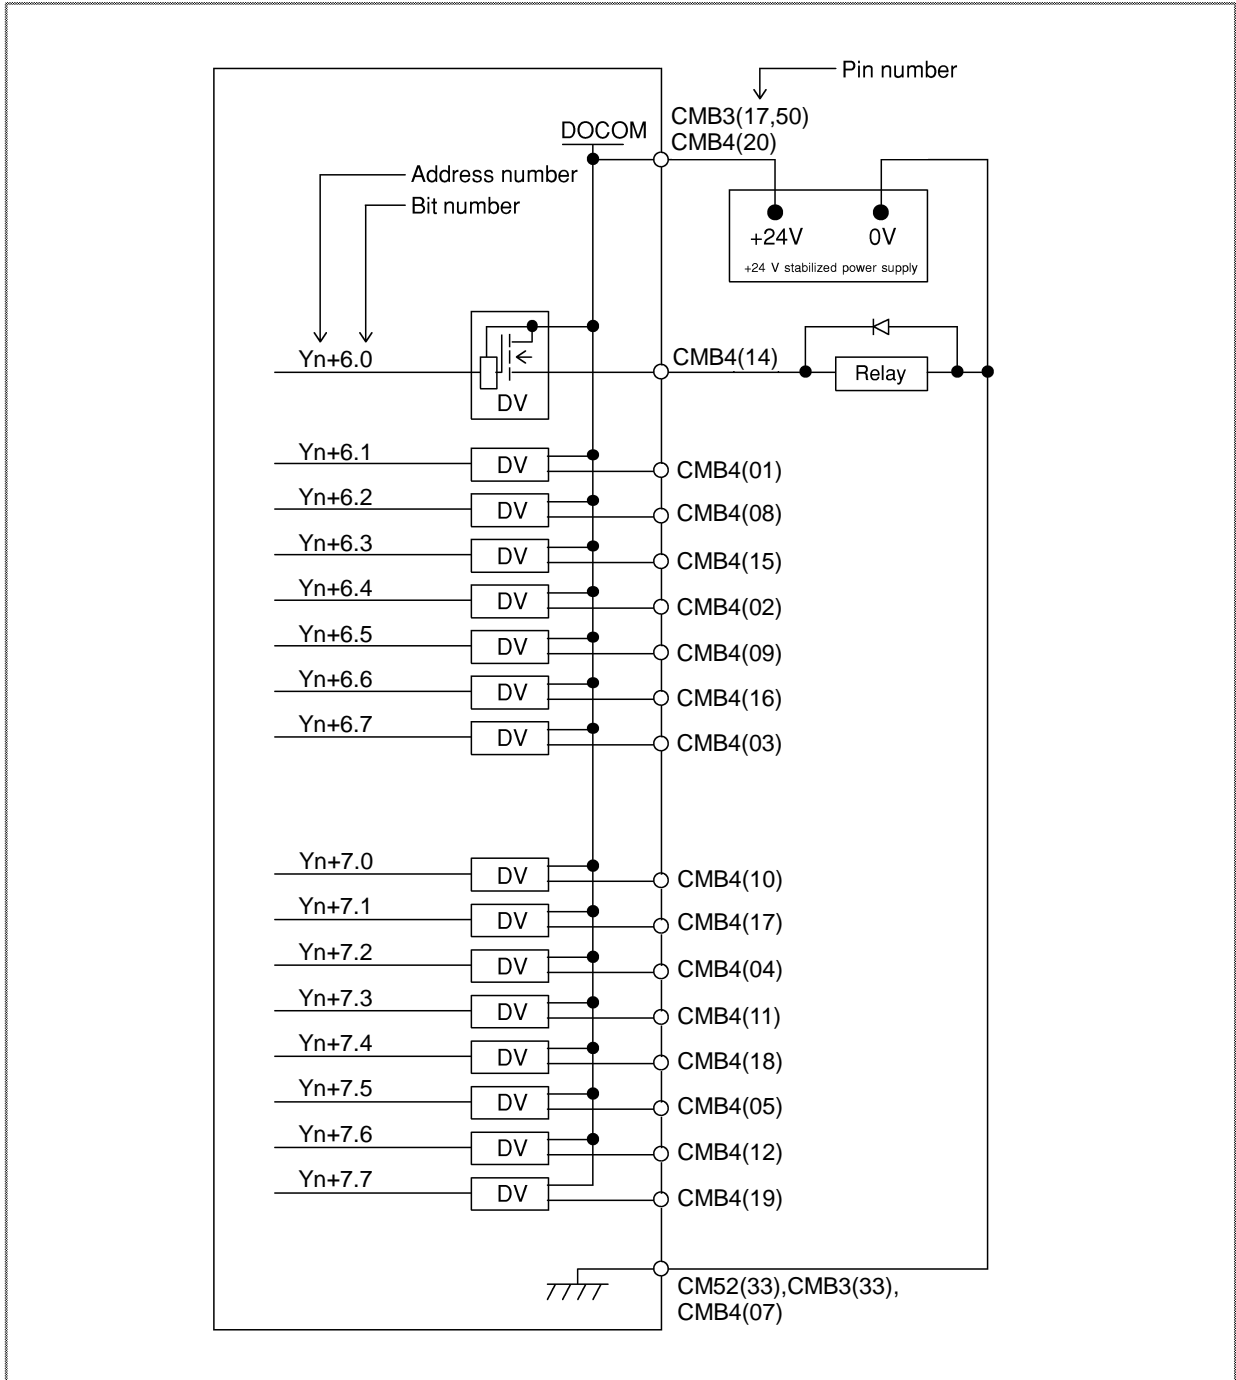 Pin number
CMB3(17,50)
CMB4(20)
DOCOM
Address number
Bit number
+24V 0V
+24 V stabilized power supply
Yn+6.0
DV
CMB4(14)
Relay
Yn+6.1 DV CMB4(01)
Yn+6.2 DV CMB4(08)
Yn+6.3 DV CMB4(15)
Yn+6.4 DV CMB4(02)
Yn+6.5 DV CMB4(09)
Yn+6.6 DV CMB4(16)
Yn+6.7 DV CMB4(03)
Yn+7.0 DV CMB4(10)
Yn+7.1 DV CMB4(17)
Yn+7.2 DV CMB4(04)
Yn+7.3 DV CMB4(11)
Yn+7.4 DV CMB4(18)
Yn+7.5 DV CMB4(05)
Yn+7.6 DV CMB4(12)
Yn+7.7 DV CMB4(19)
CM52(33),CMB3(33),
CMB4(07)